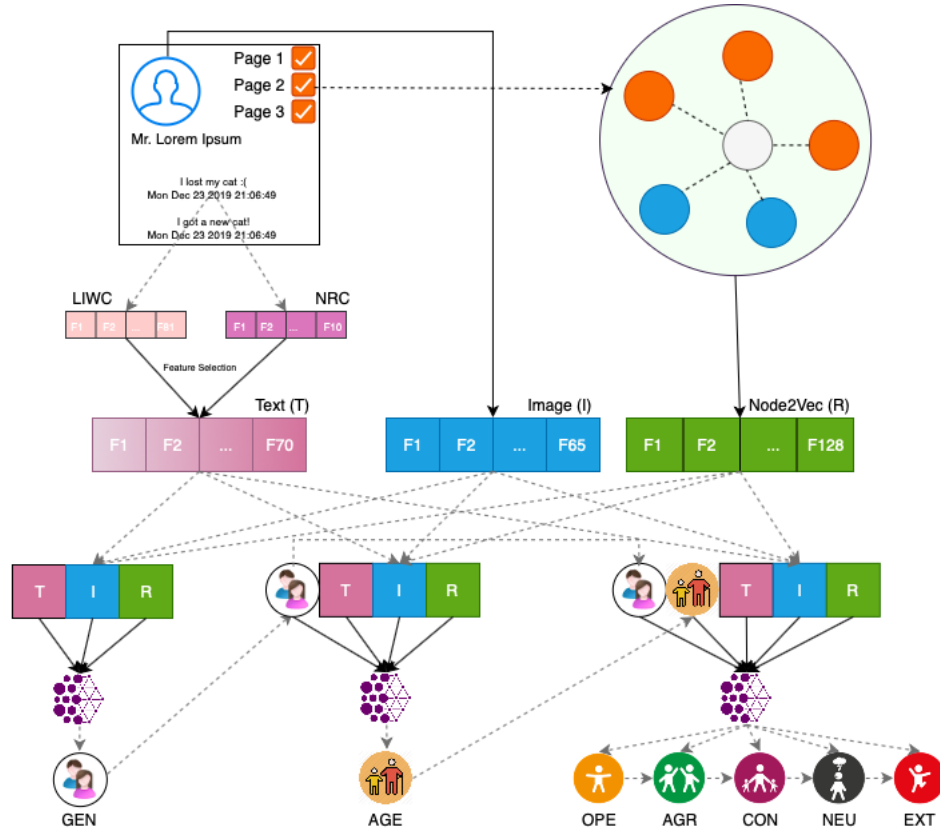 Page 1
Page 2
Page 3
Mr. Lorem Ipsum
I lost my cat :(
Mon Dec 23 2019 21:06:49
I got a new cat!
Mon Dec 23 2019 21:06:49
LIWC
NRC
F1 F2 ... F81
F1 F2 ... F10
Feature Selection
Text (T)
Image (I)
Node2Vec (R)
F1 F2 ... F70
F1 F2 ... F65
F1 F2 ... F128
T I R
T I R
T I R
GEN
AGE
OPE
AGR
CON
NEU
EXT